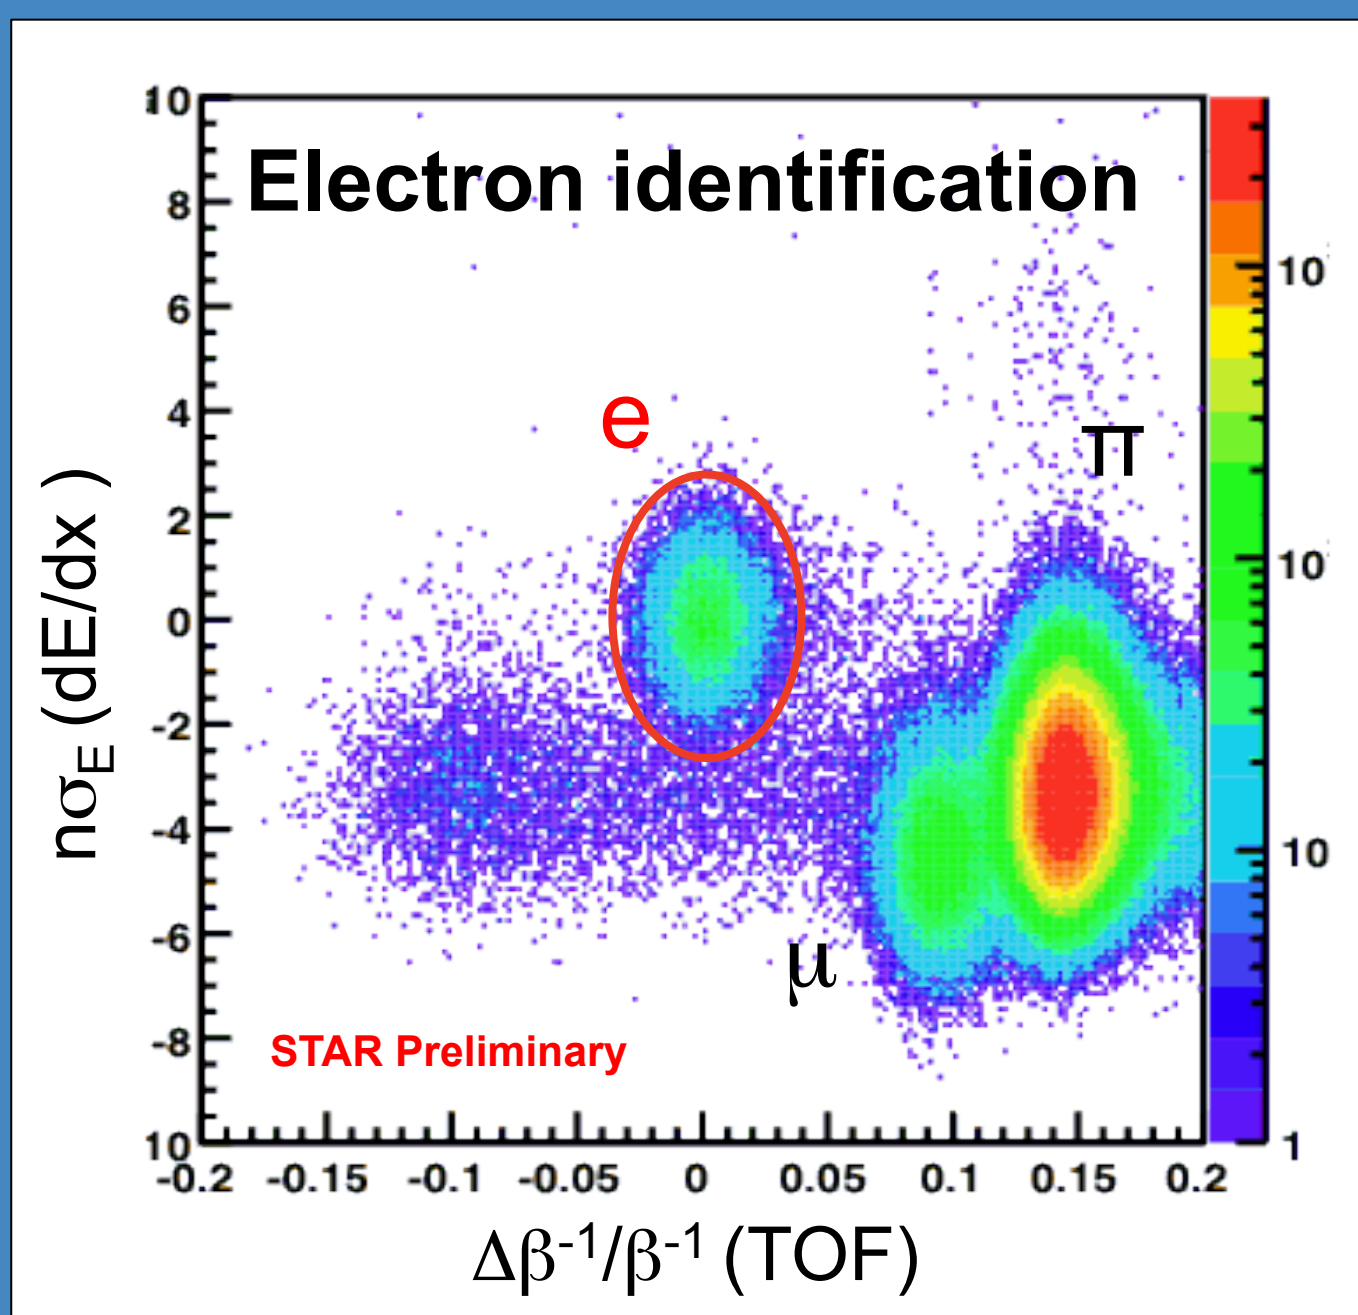 Electron identification
10
8
6
4
2
0
-2
-4
-6
-8
10
nσE (dE/dx )
e
π
μ
STAR Preliminary
-0.2 -0.15 -0.1 -0.05 0 0.05 0.1 0.15 0.2
Δβ-1/β-1 (TOF)
10
10
10
1